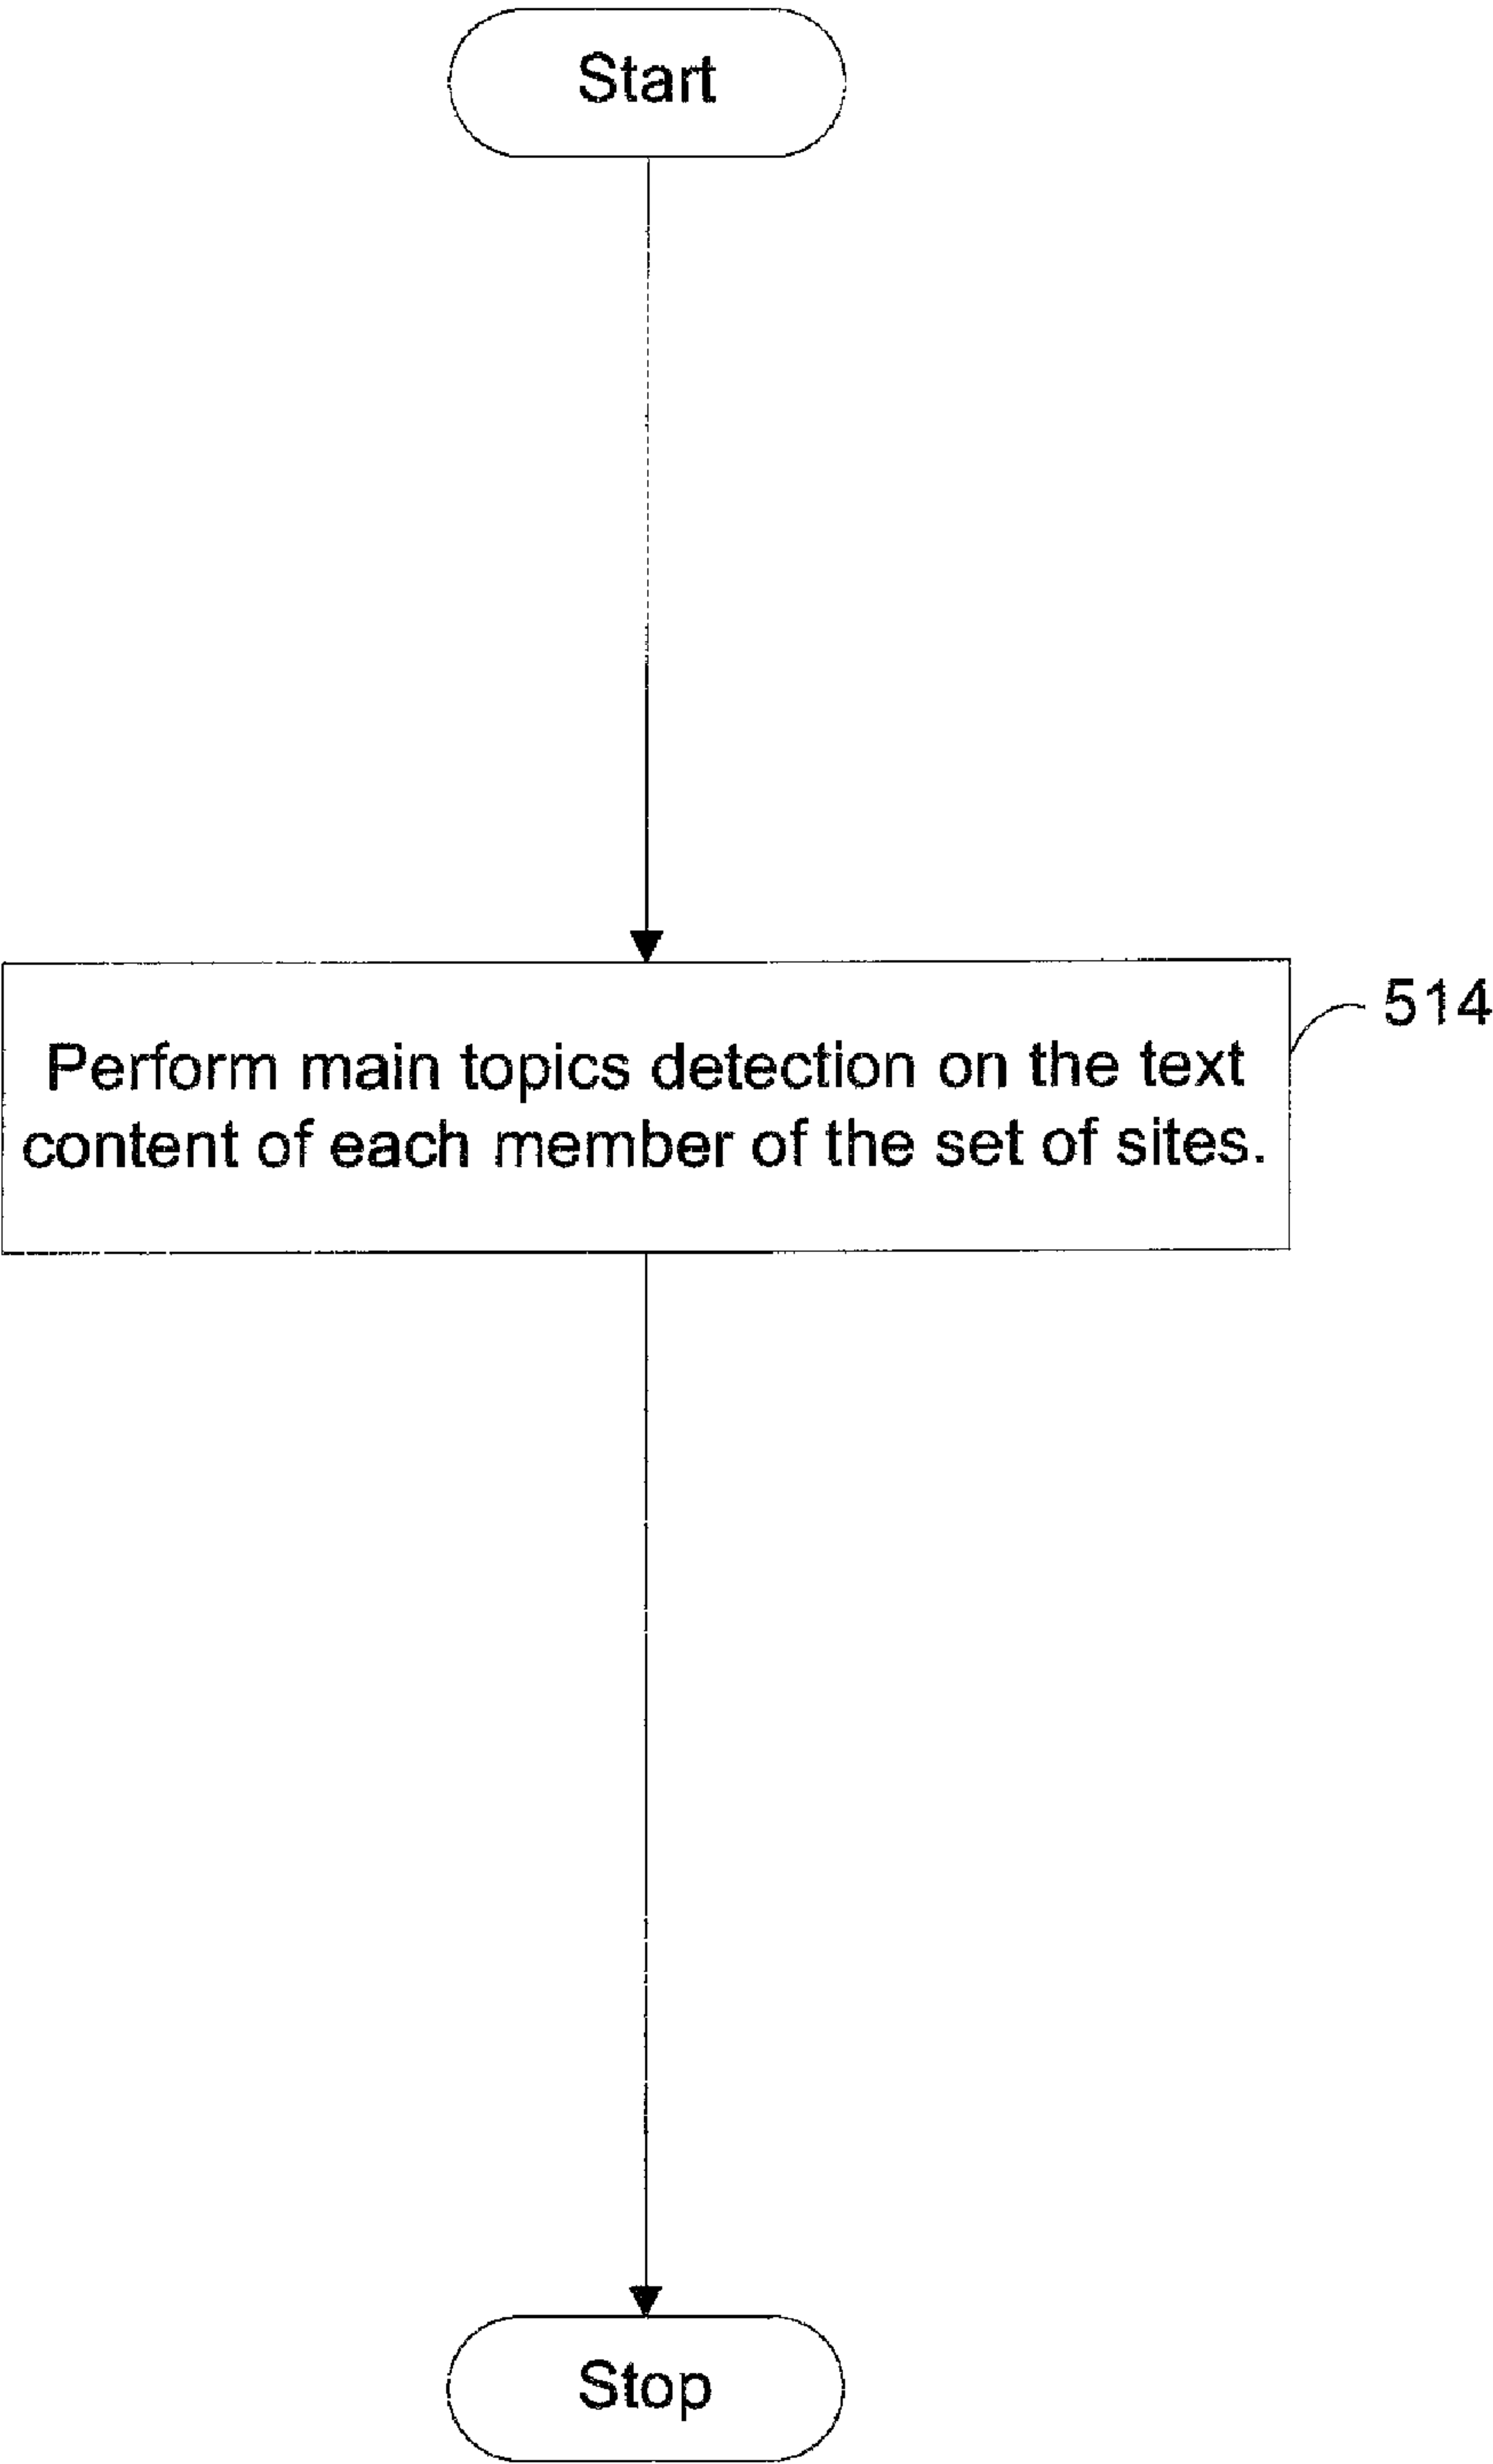 Start
514
Perform main topics detection on the text
content of each member of the set of sites.
Stop